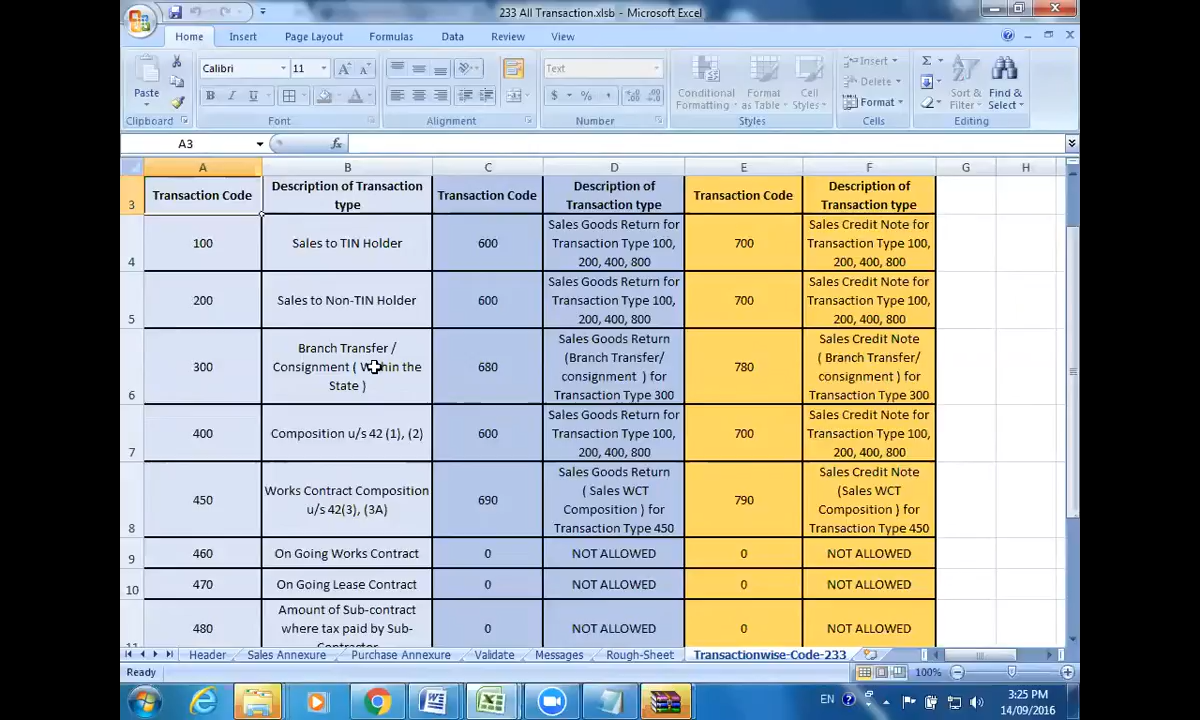 233 All Transaction.xlsb - Microsoft Excel
Home Insert Page Layout Formulas Data Review View
Paste
Calibri 11
B I U
Text
$ % ,
Conditional Formatting
Format as Table
Cell Styles
Insert
Delete
Format
Sort & Filter
Find & Select
Clipboard Font Alignment Number Styles Cells Editing
A3 fx
A B C D E F G H
3
Transaction Code
Description of Transaction
type
Transaction Code
Description of
Transaction type
Transaction Code
Description of
Transaction type
4
100
Sales to TIN Holder
600
Sales Goods Return for
Transaction Type 100,
200, 400, 800
700
Sales Credit Note for
Transaction Type 100,
200, 400, 800
5
200
Sales to Non-TIN Holder
600
Sales Goods Return for
Transaction Type 100,
200, 400, 800
700
Sales Credit Note for
Transaction Type 100,
200, 400, 800
6
300
Branch Transfer /
Consignment ( Within the
State )
680
Sales Goods Return
(Branch Transfer/
consignment ) for
Transaction Type 300
780
Sales Credit Note
( Branch Transfer/
consignment ) for
Transaction Type 300
7
400
Composition u/s 42 (1), (2)
600
Sales Goods Return for
Transaction Type 100,
200, 400, 800
700
Sales Credit Note for
Transaction Type 100,
200, 400, 800
8
450
Works Contract Composition
u/s 42(3), (3A)
690
Sales Goods Return
( Sales WCT
Composition ) for
Transaction Type 450
790
Sales Credit Note
(Sales WCT
Composition ) for
Transaction Type 450
9
460
On Going Works Contract
0
NOT ALLOWED
0
NOT ALLOWED
10
470
On Going Lease Contract
0
NOT ALLOWED
0
NOT ALLOWED
11
480
Amount of Sub-contract
where tax paid by Sub-
Contractor
0
NOT ALLOWED
0
NOT ALLOWED
Header Sales Annexure Purchase Annexure Validate Messages Rough-Sheet Transactionwise-Code-233
Ready 100%
EN
3:25 PM
14/09/2016